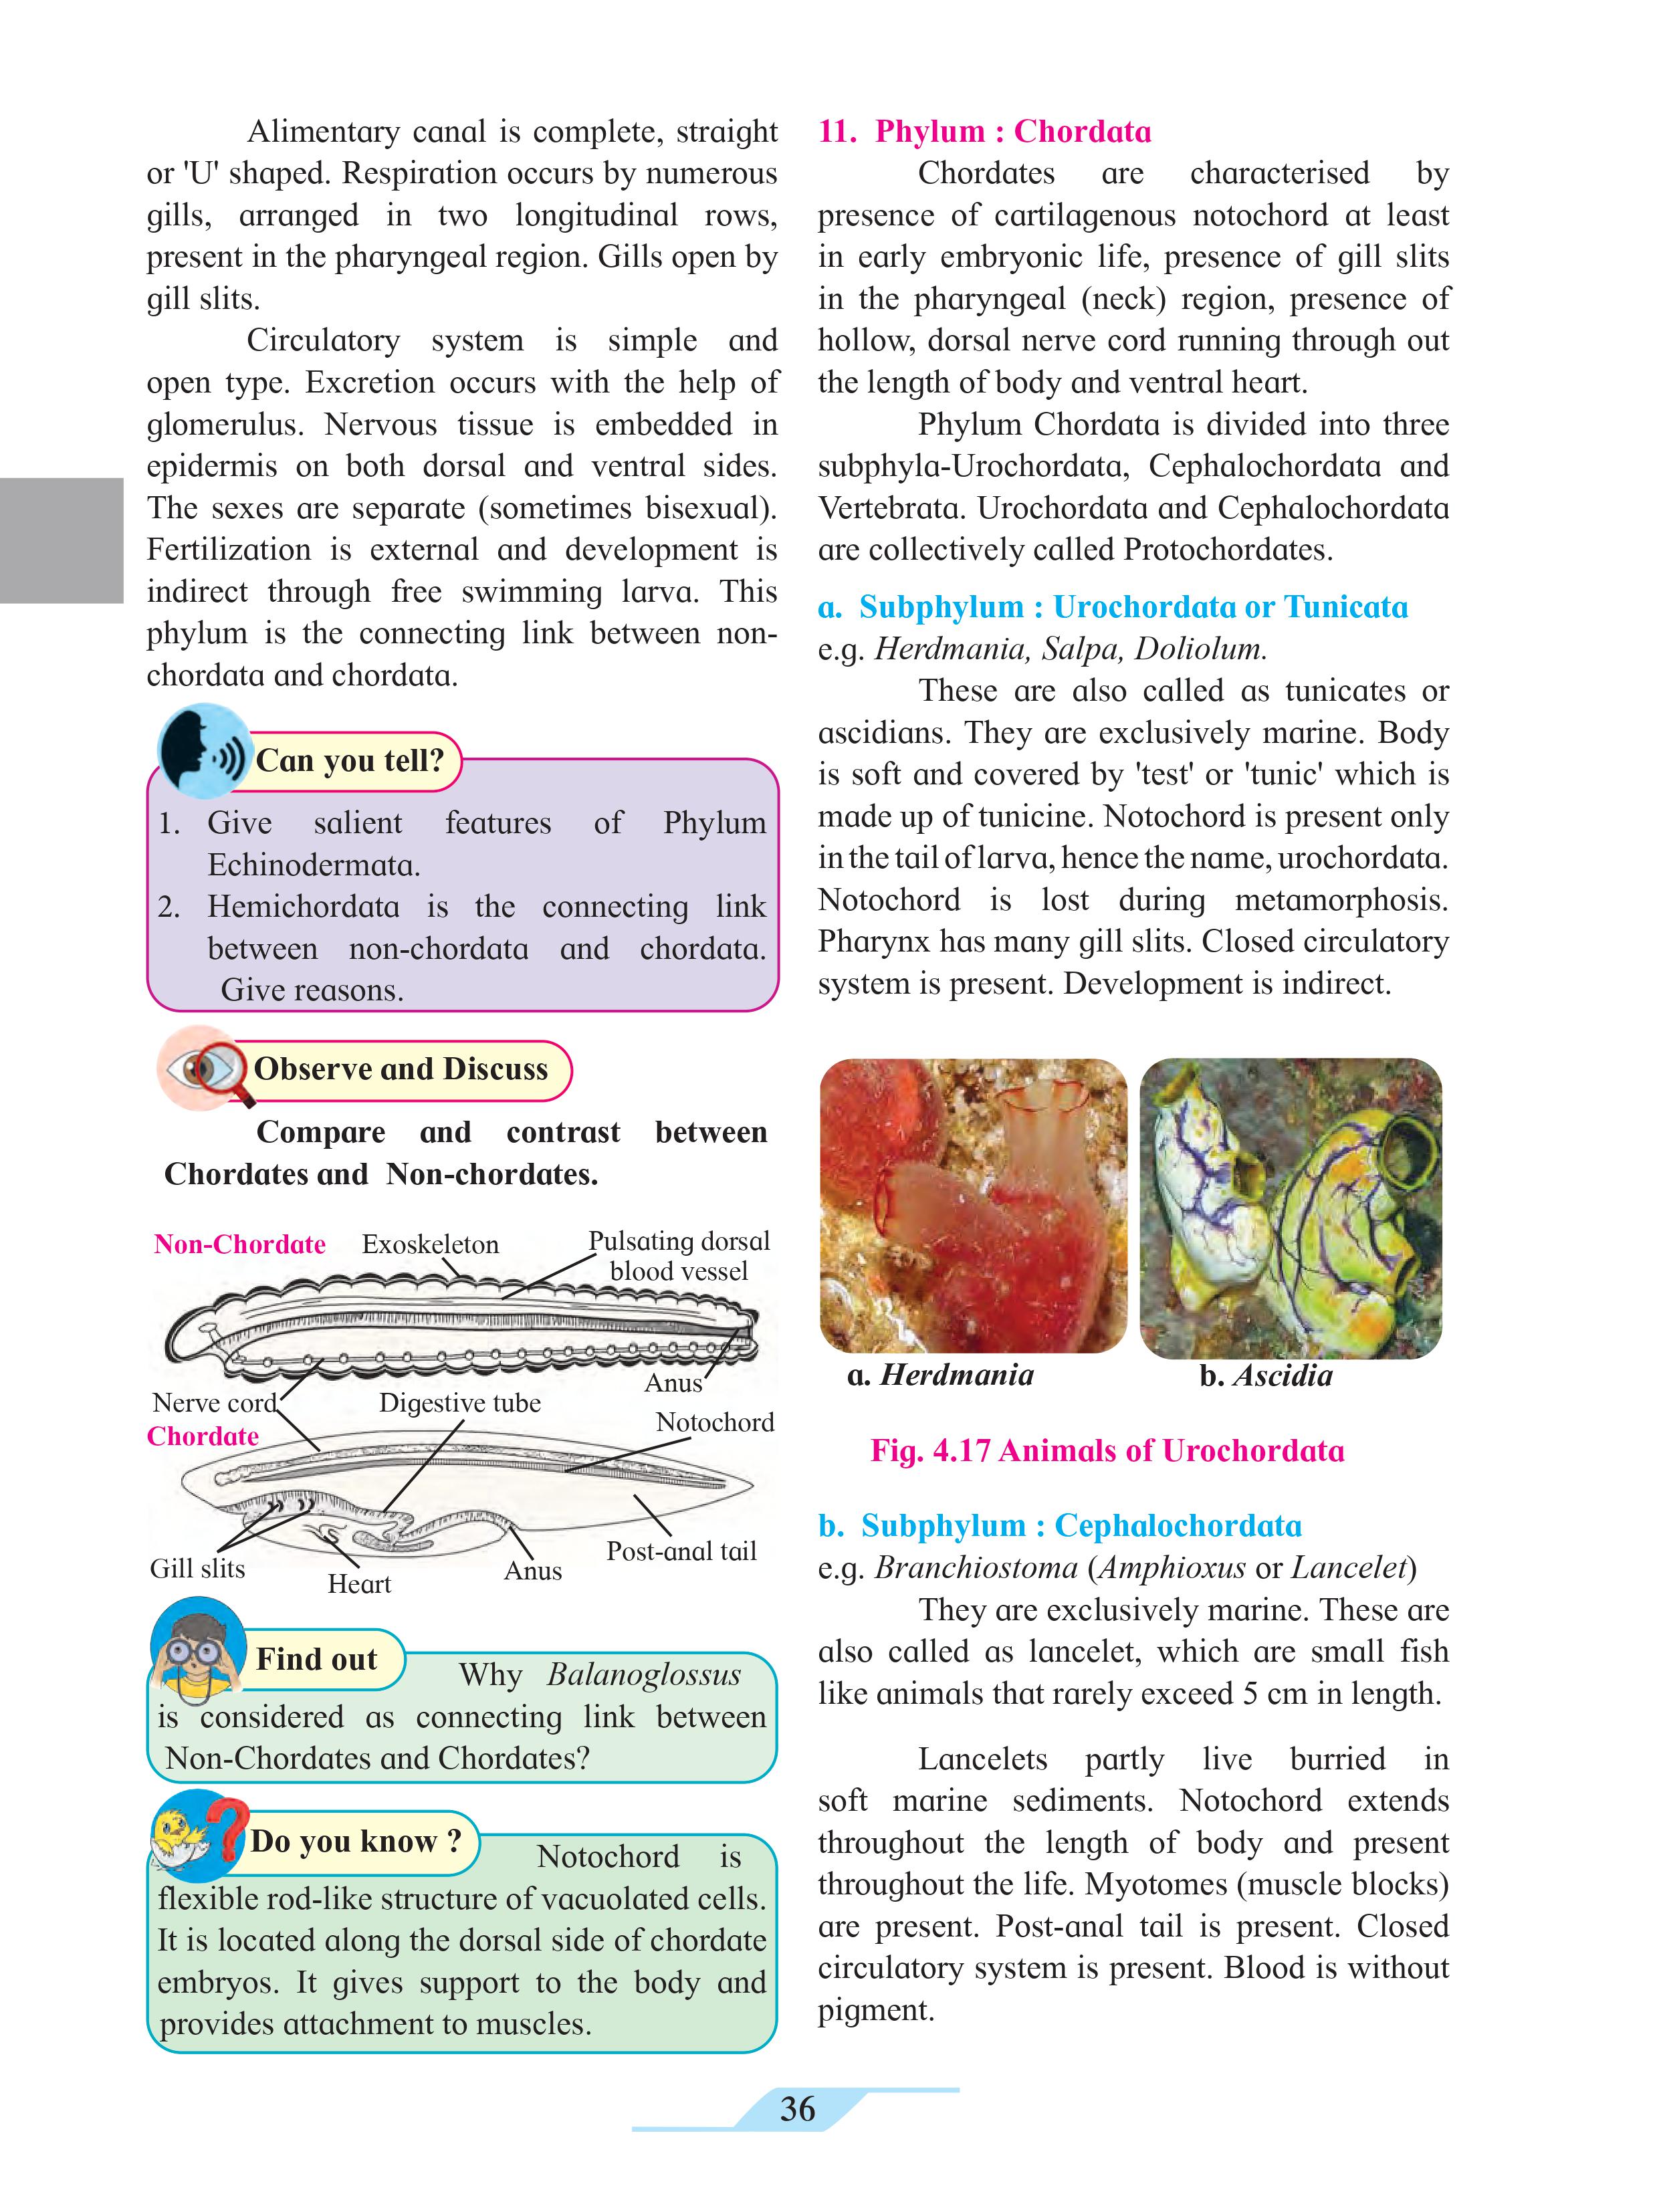 Alimentary canal is complete, straight
or 'U' shaped. Respiration occurs by numerous
gills, arranged in two longitudinal rows,
present in the pharyngeal region. Gills open by
gill slits.
Circulatory system is simple and
open type. Excretion occurs with the help of
glomerulus. Nervous tissue is embedded in
epidermis on both dorsal and ventral sides.
The sexes are separate (sometimes bisexual).
Fertilization is external and development is
indirect through free swimming larva. This
phylum is the connecting link between non-
chordata and chordata.
Can you tell?
1. Give salient features of Phylum
Echinodermata.
2. Hemichordata is the connecting link
between non-chordata and chordata.
Give reasons.
Observe and Discuss
Compare and contrast between
Chordates and Non-chordates.
Non-Chordate
Exoskeleton
Pulsating dorsal
blood vessel
Anus
Nerve cord
Digestive tube
Notochord
Chordate
Post-anal tail
Gill slits
Heart
Anus
Find out
Why Balanoglossus
is considered as connecting link between
Non-Chordates and Chordates?
Do you know ?
Notochord is
flexible rod-like structure of vacuolated cells.
It is located along the dorsal side of chordate
embryos. It gives support to the body and
provides attachment to muscles.
11. Phylum : Chordata
Chordates are characterised by
presence of cartilagenous notochord at least
in early embryonic life, presence of gill slits
in the pharyngeal (neck) region, presence of
hollow, dorsal nerve cord running through out
the length of body and ventral heart.
Phylum Chordata is divided into three
subphyla-Urochordata, Cephalochordata and
Vertebrata. Urochordata and Cephalochordata
are collectively called Protochordates.
a. Subphylum : Urochordata or Tunicata
e.g. Herdmania, Salpa, Doliolum.
These are also called as tunicates or
ascidians. They are exclusively marine. Body
is soft and covered by 'test' or 'tunic' which is
made up of tunicine. Notochord is present only
in the tail of larva, hence the name, urochordata.
Notochord is lost during metamorphosis.
Pharynx has many gill slits. Closed circulatory
system is present. Development is indirect.
a. Herdmania
b. Ascidia
Fig. 4.17 Animals of Urochordata
b. Subphylum : Cephalochordata
e.g. Branchiostoma (Amphioxus or Lancelet)
They are exclusively marine. These are
also called as lancelet, which are small fish
like animals that rarely exceed 5 cm in length.
Lancelets partly live burried in
soft marine sediments. Notochord extends
throughout the length of body and present
throughout the life. Myotomes (muscle blocks)
are present. Post-anal tail is present. Closed
circulatory system is present. Blood is without
pigment.
36